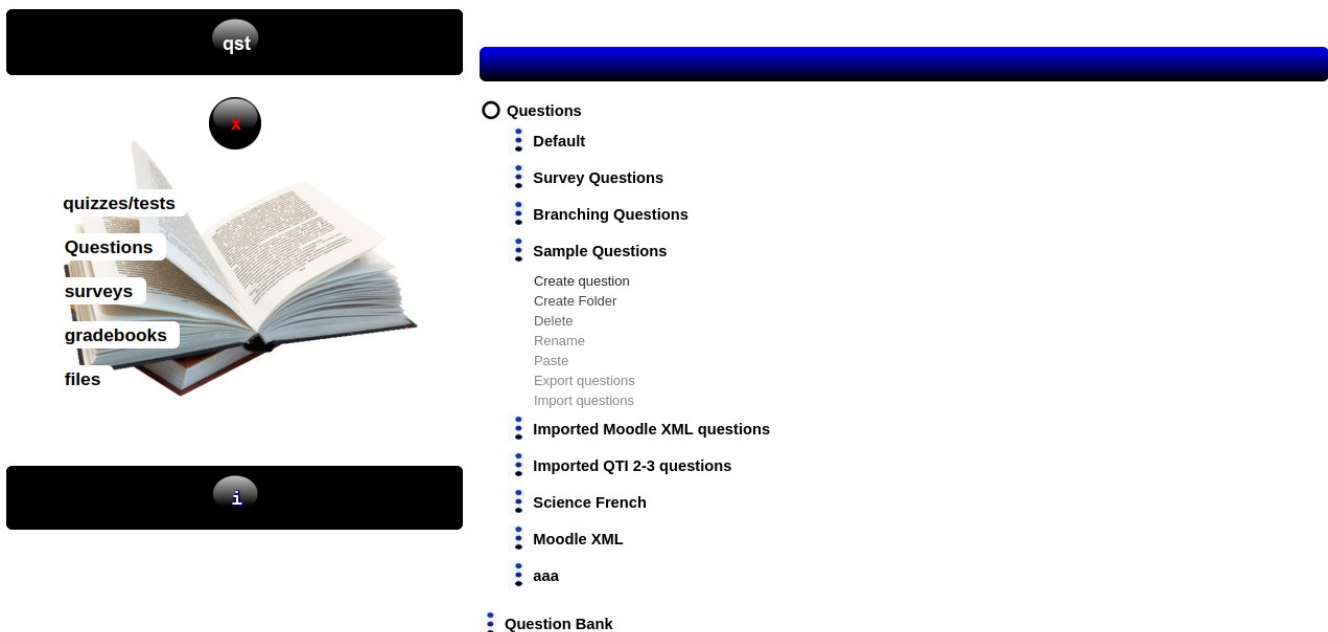 qst
x
quizzes/tests
Questions
surveys
gradebooks
files
i
Questions
Default
Survey Questions
Branching Questions
Sample Questions
Create question
Create Folder
Delete
Rename
Paste
Export questions
Import questions
Imported Moodle XML questions
Imported QTI 2-3 questions
Science French
Moodle XML
aaa
Question Bank